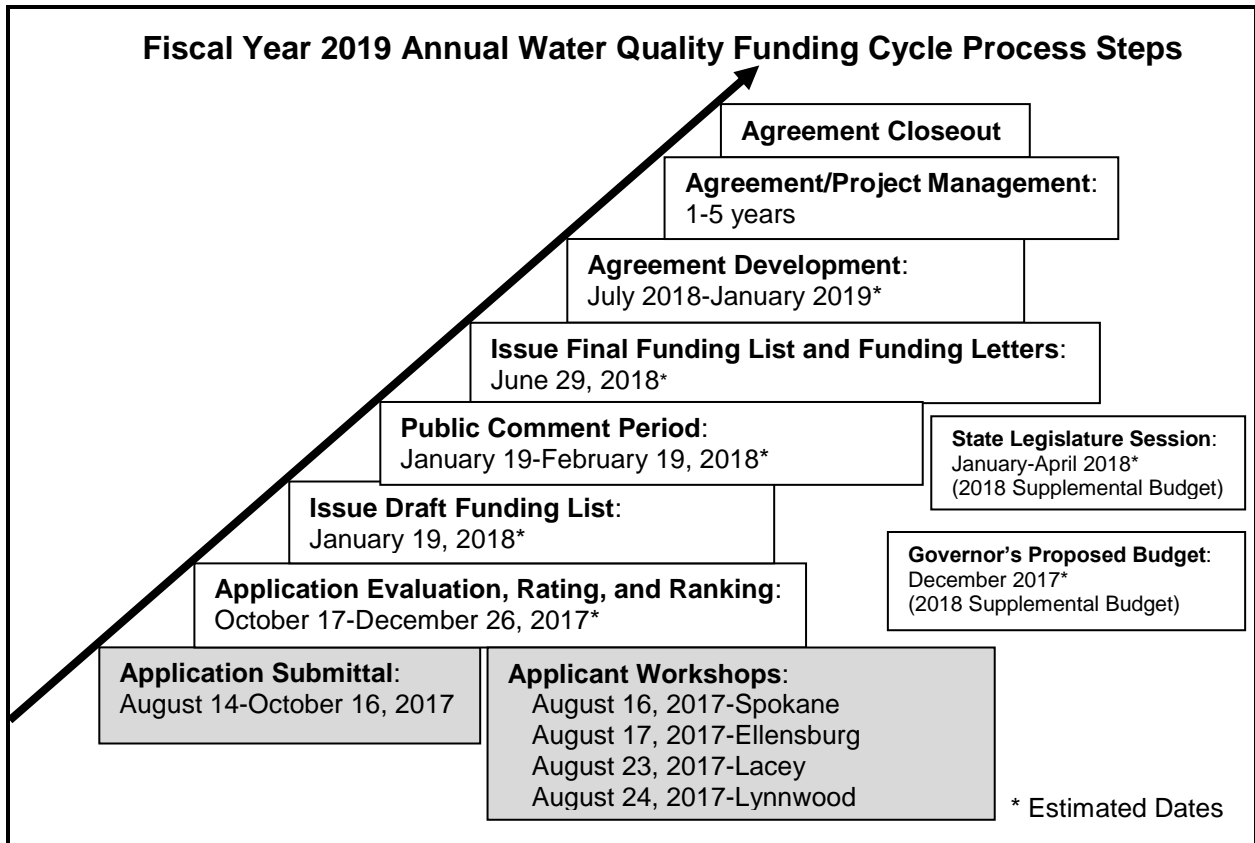 Fiscal Year 2019 Annual Water Quality Funding Cycle Process Steps
Agreement Closeout
Agreement/Project Management:
1-5 years
Agreement Development:
July 2018-January 2019*
Issue Final Funding List and Funding Letters:
June 29, 2018*
Public Comment Period:
January 19-February 19, 2018*
State Legislature Session:
January-April 2018*
(2018 Supplemental Budget)
Issue Draft Funding List:
January 19, 2018*
Governor's Proposed Budget:
December 2017*
(2018 Supplemental Budget)
Application Evaluation, Rating, and Ranking:
October 17-December 26, 2017*
Application Submittal:
August 14-October 16, 2017
Applicant Workshops:
August 16, 2017-Spokane
August 17, 2017-Ellensburg
August 23, 2017-Lacey
August 24, 2017-Lynnwood
* Estimated Dates